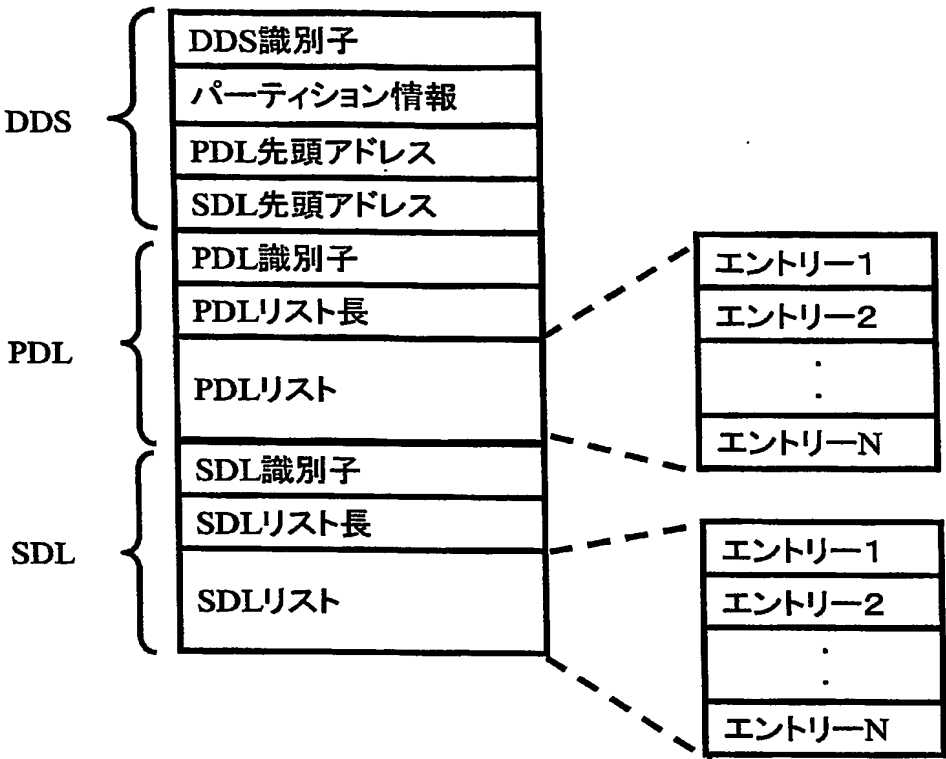 DDS
DDS識別子
パーティション情報
PDL先頭アドレス
SDL先頭アドレス
PDL
PDL識別子
PDLリスト長
PDLリスト
エントリー1
エントリー2
エントリーN
SDL
SDL識別子
SDLリスト長
SDLリスト
エントリー1
エントリー2
エントリーN